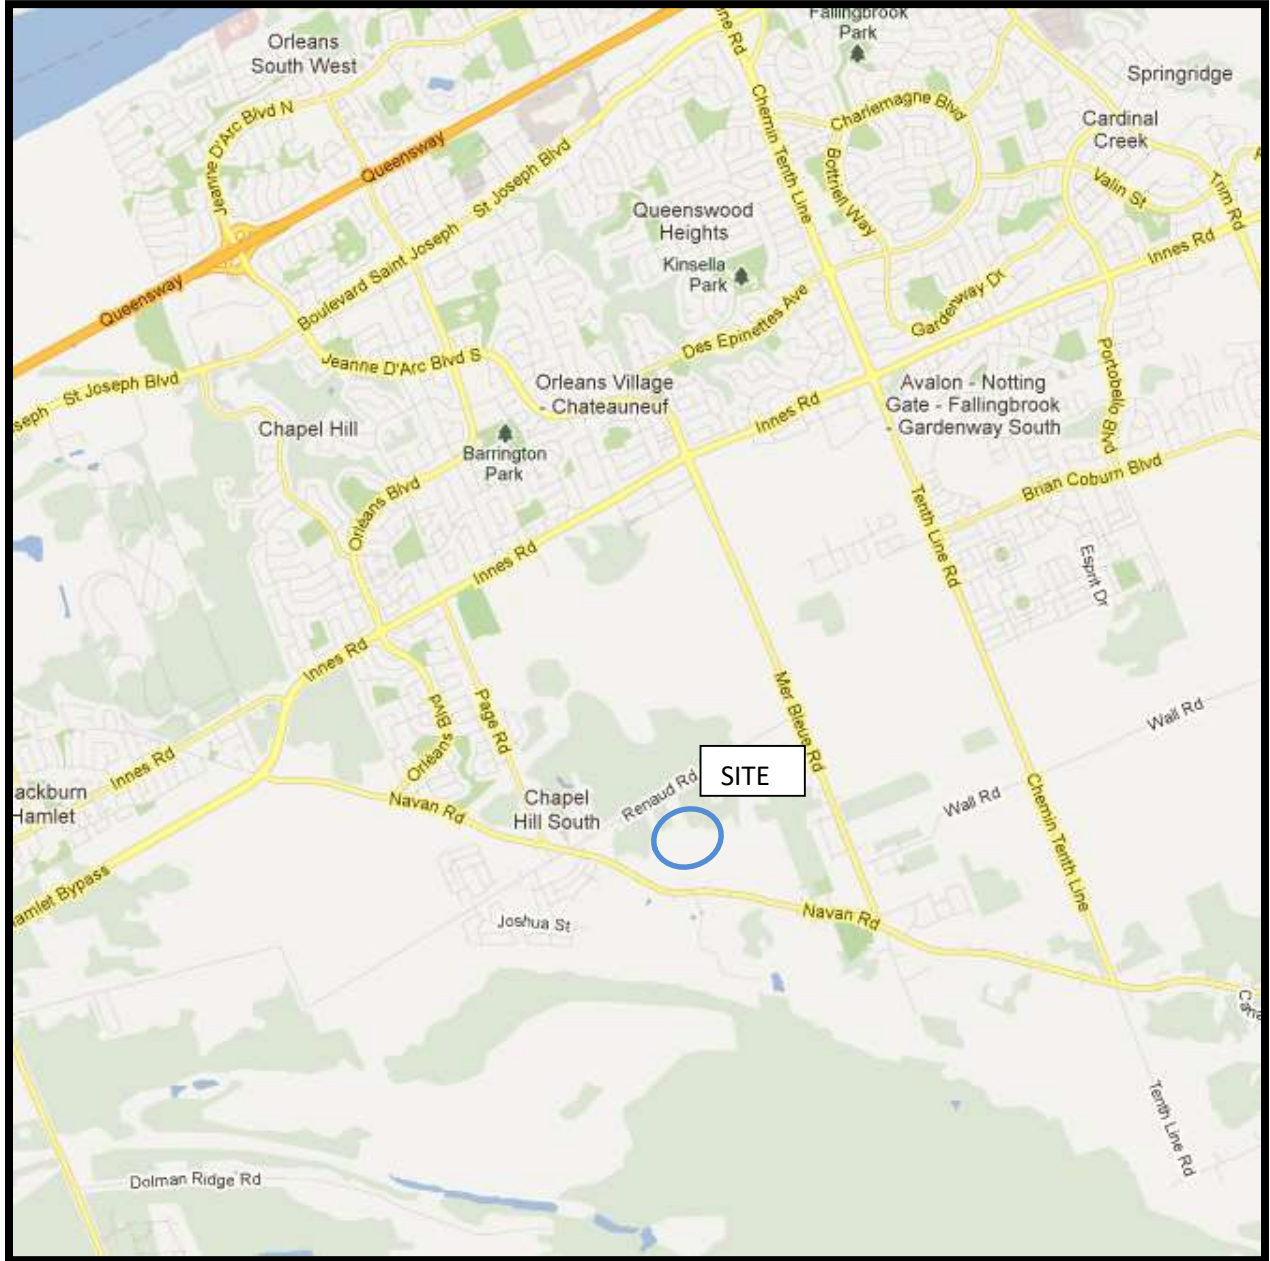 Fallingbrook
Park
Orleans
South West
ne Rd
Springridge
Jeanne D'Arc Blvd N
Queensway
St Joseph Blvd
Chemin Tenth Line
Charlemagne Blvd
Cardinal
Creek
Bottriell Way
Valin St
Trim Rd
Queenswood
Heights
Kinsella
Park
Innes Rd
Queensway
Boulevard Saint Joseph
Gardenway Dr
Des Epinettes Ave
Jeanne D'Arc Blvd S
seph
St Joseph Blvd
Orleans Village
- Chateauneuf
Avalon - Notting
Gate - Fallingbrook
- Gardenway South
Portobello Blvd
Innes Rd
Chapel Hill
Barrington
Park
Orleans Blvd
Brian Coburn Blvd
Tenth Line Rd
Innes Rd
Esprit Dr
Innes Rd
Orleans Blvd
Page Rd
Mer Bleue Rd
Wall Rd
Innes Rd
SITE
Renaud Rd
Wall Rd
ackburn
Hamlet
Navan Rd
Chapel
Hill South
Chemin Tenth Line
amlet Bypass
Joshua St
Navan Rd
Tenth Line Rd
Dolman Ridge Rd